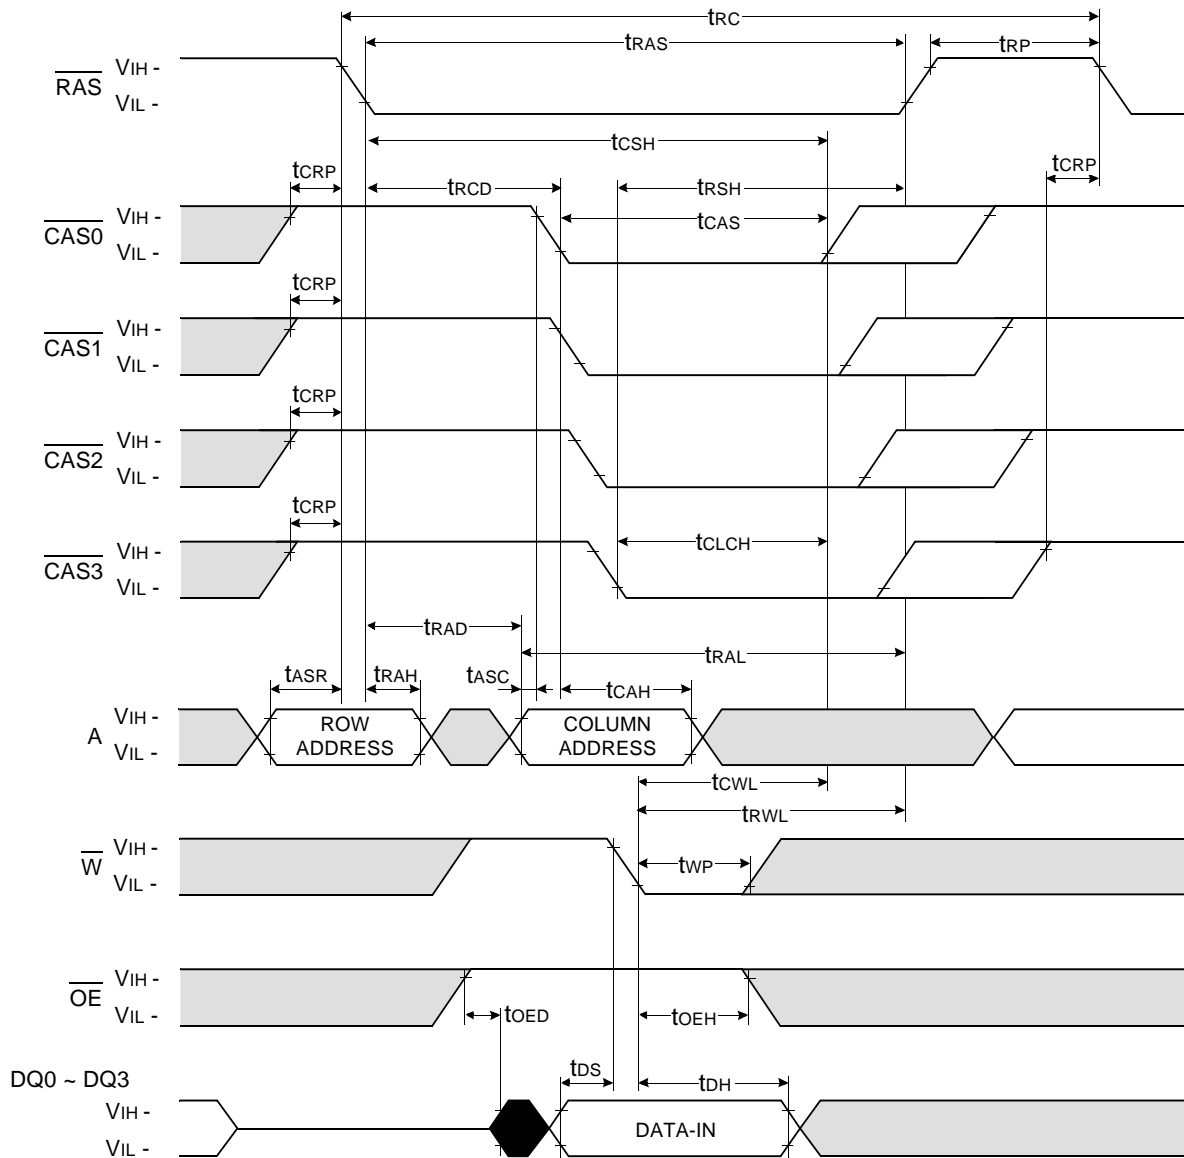 tRC
tRAS
tRP
RAS
VIH -
VIL -
tCSH
tCRP
tRCD
tRSH
tCRP
CAS0
VIH -
VIL -
tCAS
tCRP
CAS1
VIH -
VIL -
tCRP
CAS2
VIH -
VIL -
tCRP
CAS3
VIH -
VIL -
tCLCH
tRAD
tRAL
tASR
tRAH
tASC
tCAH
A
VIH -
VIL -
ROW
ADDRESS
COLUMN
ADDRESS
tCWL
tRWL
W
VIH -
VIL -
tWP
OE
VIH -
VIL -
tOED
tOEH
DQ0 ~ DQ3
VIH -
VIL -
tDS
tDH
DATA-IN